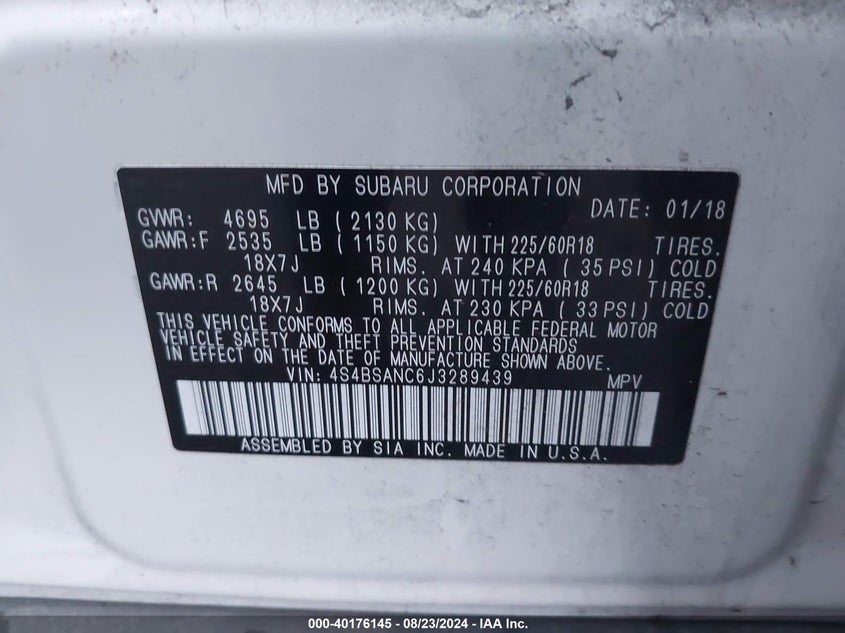 MFD BY SUBARU CORPORATION
DATE: 01/18
GVWR: 4695 LB ( 2130 KG)
GAWR:F 2535 LB ( 1150 KG) WITH 225/60R18 TIRES.
18X7J RIMS. AT 240 KPA ( 35 PSI) COLD
GAWR:R 2645 LB ( 1200 KG) WITH 225/60R18 TIRES.
18X7J RIMS. AT 230 KPA ( 33 PSI) COLD
THIS VEHICLE CONFORMS TO ALL APPLICABLE FEDERAL MOTOR
VEHICLE SAFETY AND THEFT PREVENTION STANDARDS
IN EFFECT ON THE DATE OF MANUFACTURE SHOWN ABOVE.
VIN: 4S4BSANC6J3289439 MPV
ASSEMBLED BY SIA INC. MADE IN U.S.A.
000-40176145 - 08/23/2024 - IAA Inc.